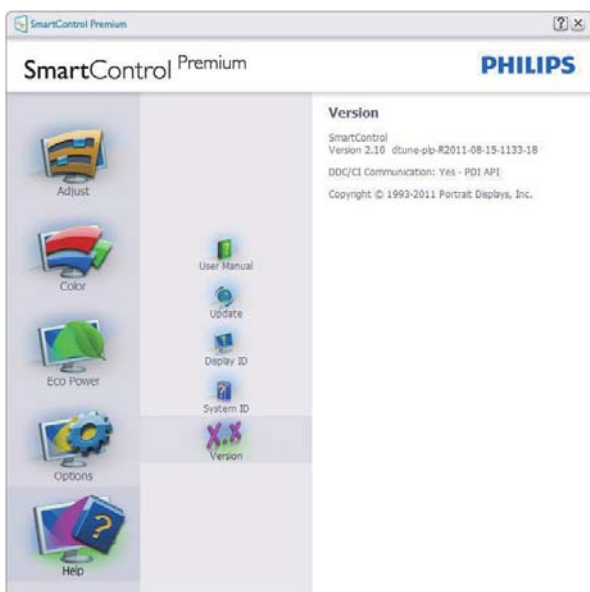 SmartControl Premium
? ×
SmartControl Premium
PHILIPS
Adjust
Color
Eco Power
Options
? Help
User Manual
Update
Display ID
? System ID
X.X Version
Version
SmartControl
Version 2.10 dtune-plp-R2011-08-15-1133-18
DDC/CI Communication: Yes - PDI API
Copyright © 1993-2011 Portrait Displays, Inc.